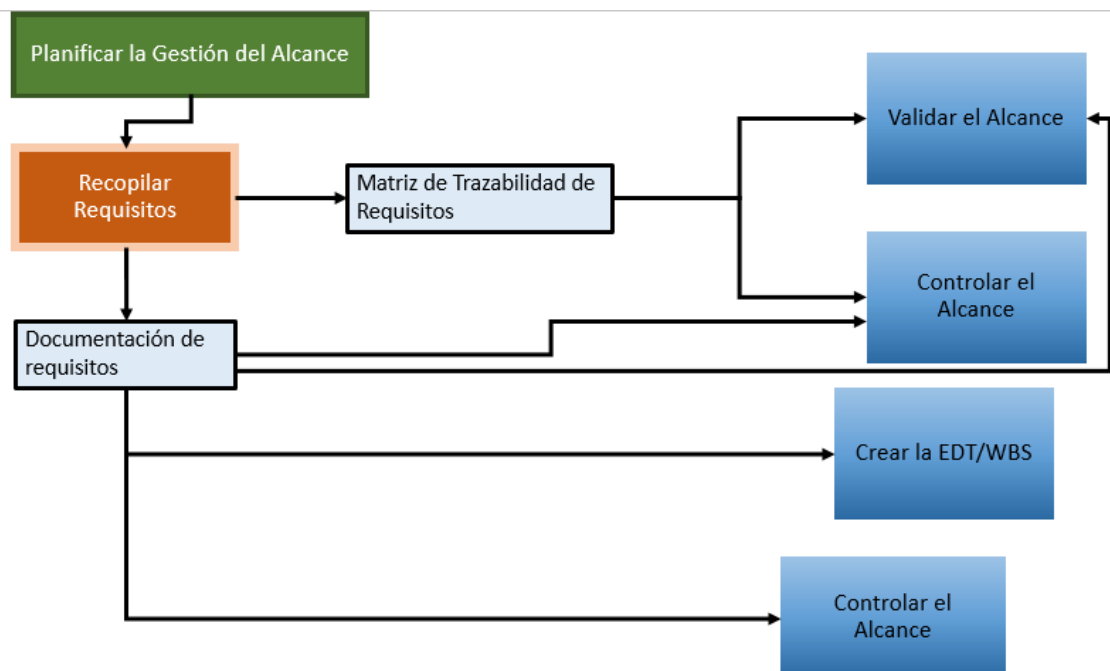 Planificar la Gestión del Alcance
Validar el Alcance
Recopilar
Requisitos
Matriz de Trazabilidad de
Requisitos
Controlar el
Alcance
Documentación de
requisitos
Crear la EDT/WBS
Controlar el
Alcance